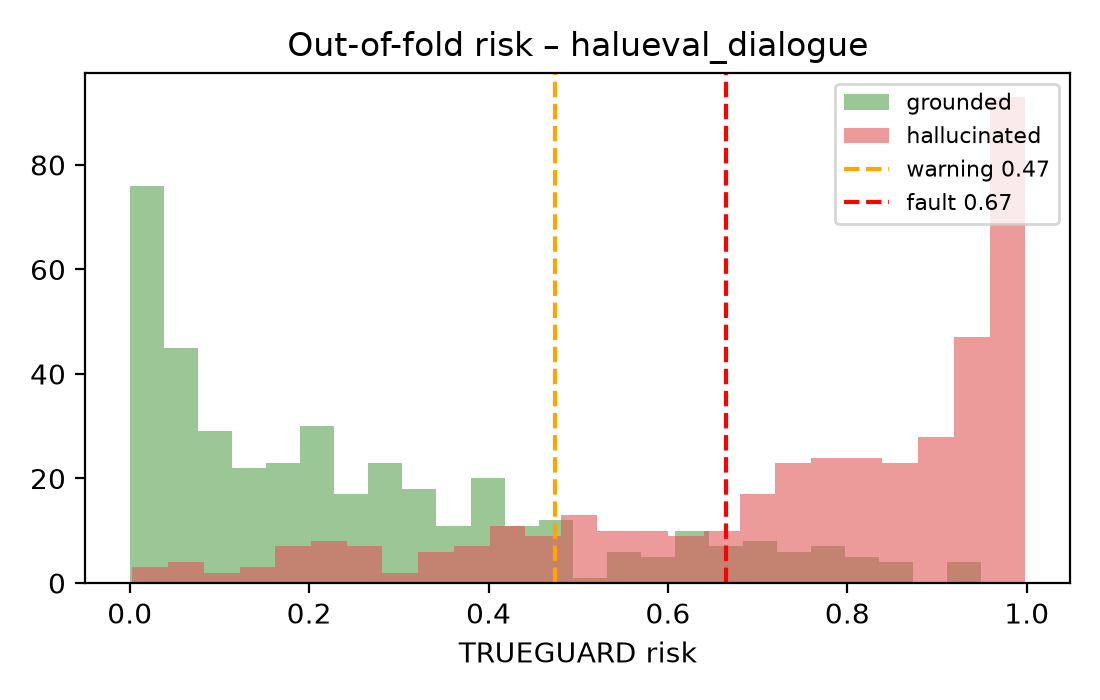 Out-of-fold risk – halueval_dialogue
grounded
hallucinated
warning 0.47
fault 0.67
80
60
40
20
0
0.0 0.2 0.4 0.6 0.8 1.0
TRUEGUARD risk